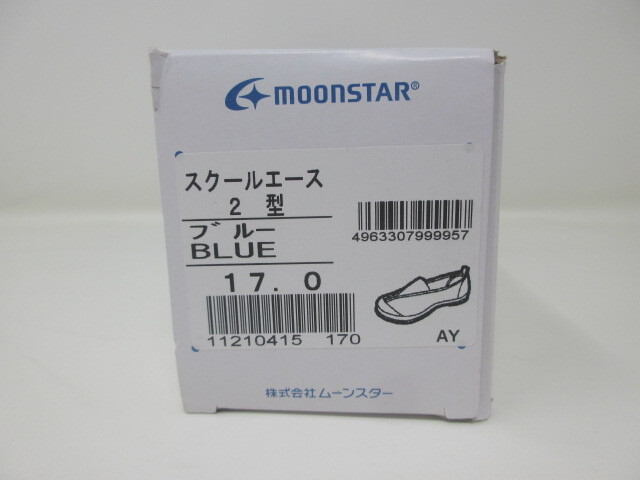 MOONSTAR®
スクールエース
2 型
ブルー
BLUE
4963307999957
17.0
11210415 170
AY
株式会社ムーンスター